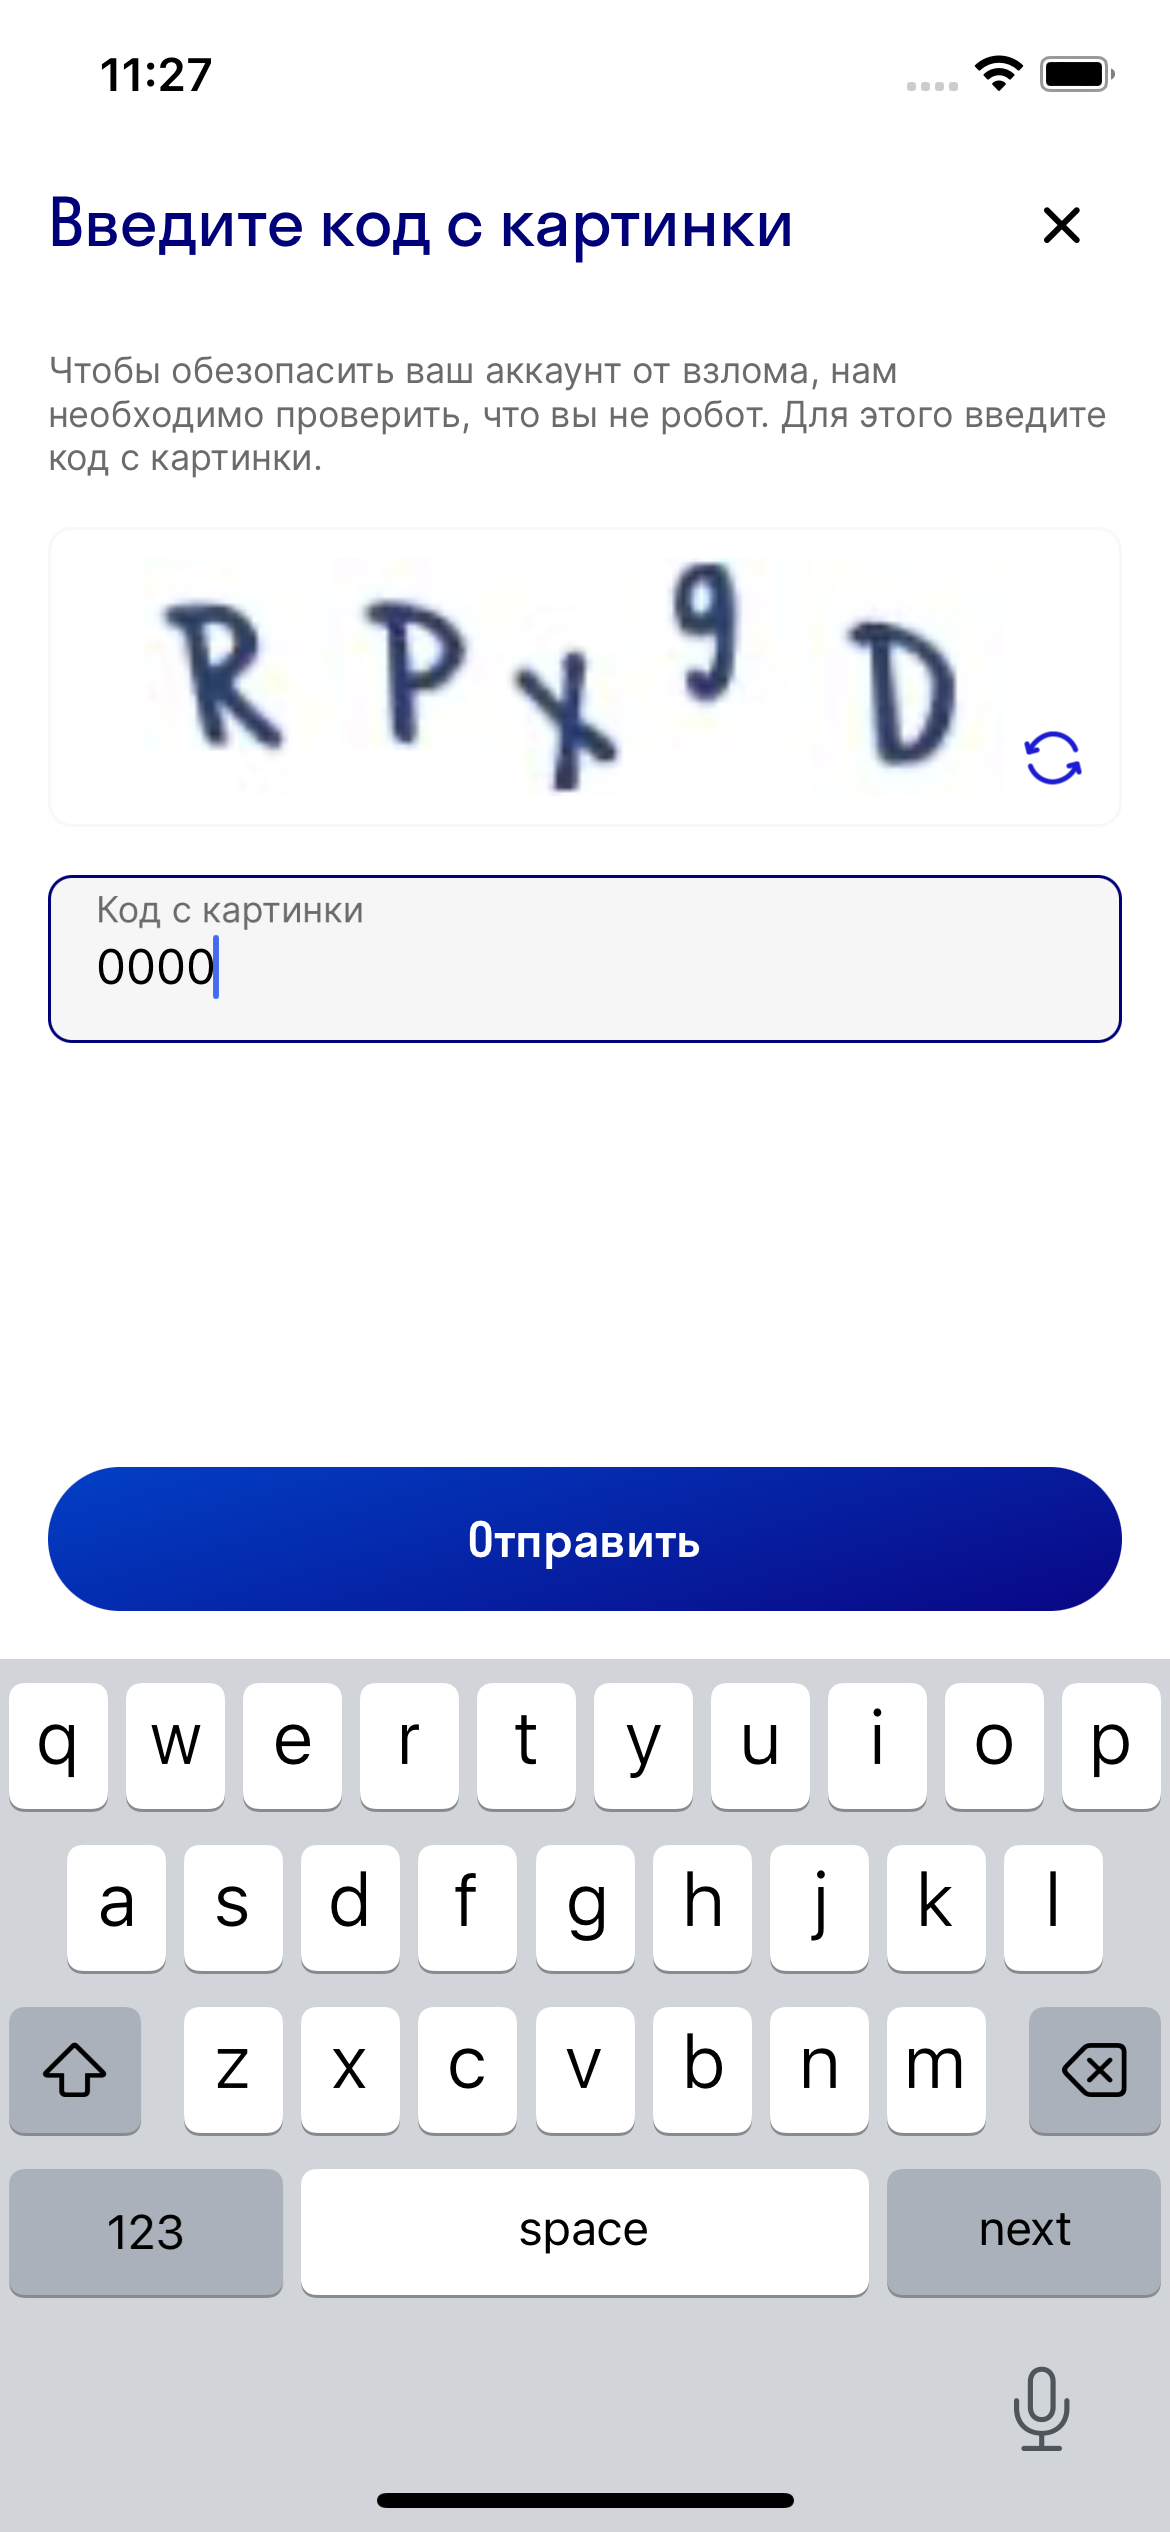 11:27
Введите код с картинки
Чтобы обезопасить ваш аккаунт от взлома, нам
необходимо проверить, что вы не робот. Для этого введите
код с картинки.
R P x 9 D
Код с картинки
0000
Отправить
q w e r t y u i o p
a s d f g h j k l
z x c v b n m
123 space next